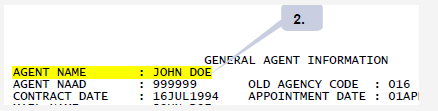 2.
GENERAL AGENT INFORMATION
AGENT NAME : JOHN DOE
AGENT NAAD : 999999 OLD AGENCY CODE : 016
CONTRACT DATE : 16JUL1994 APPOINTMENT DATE : 01AP